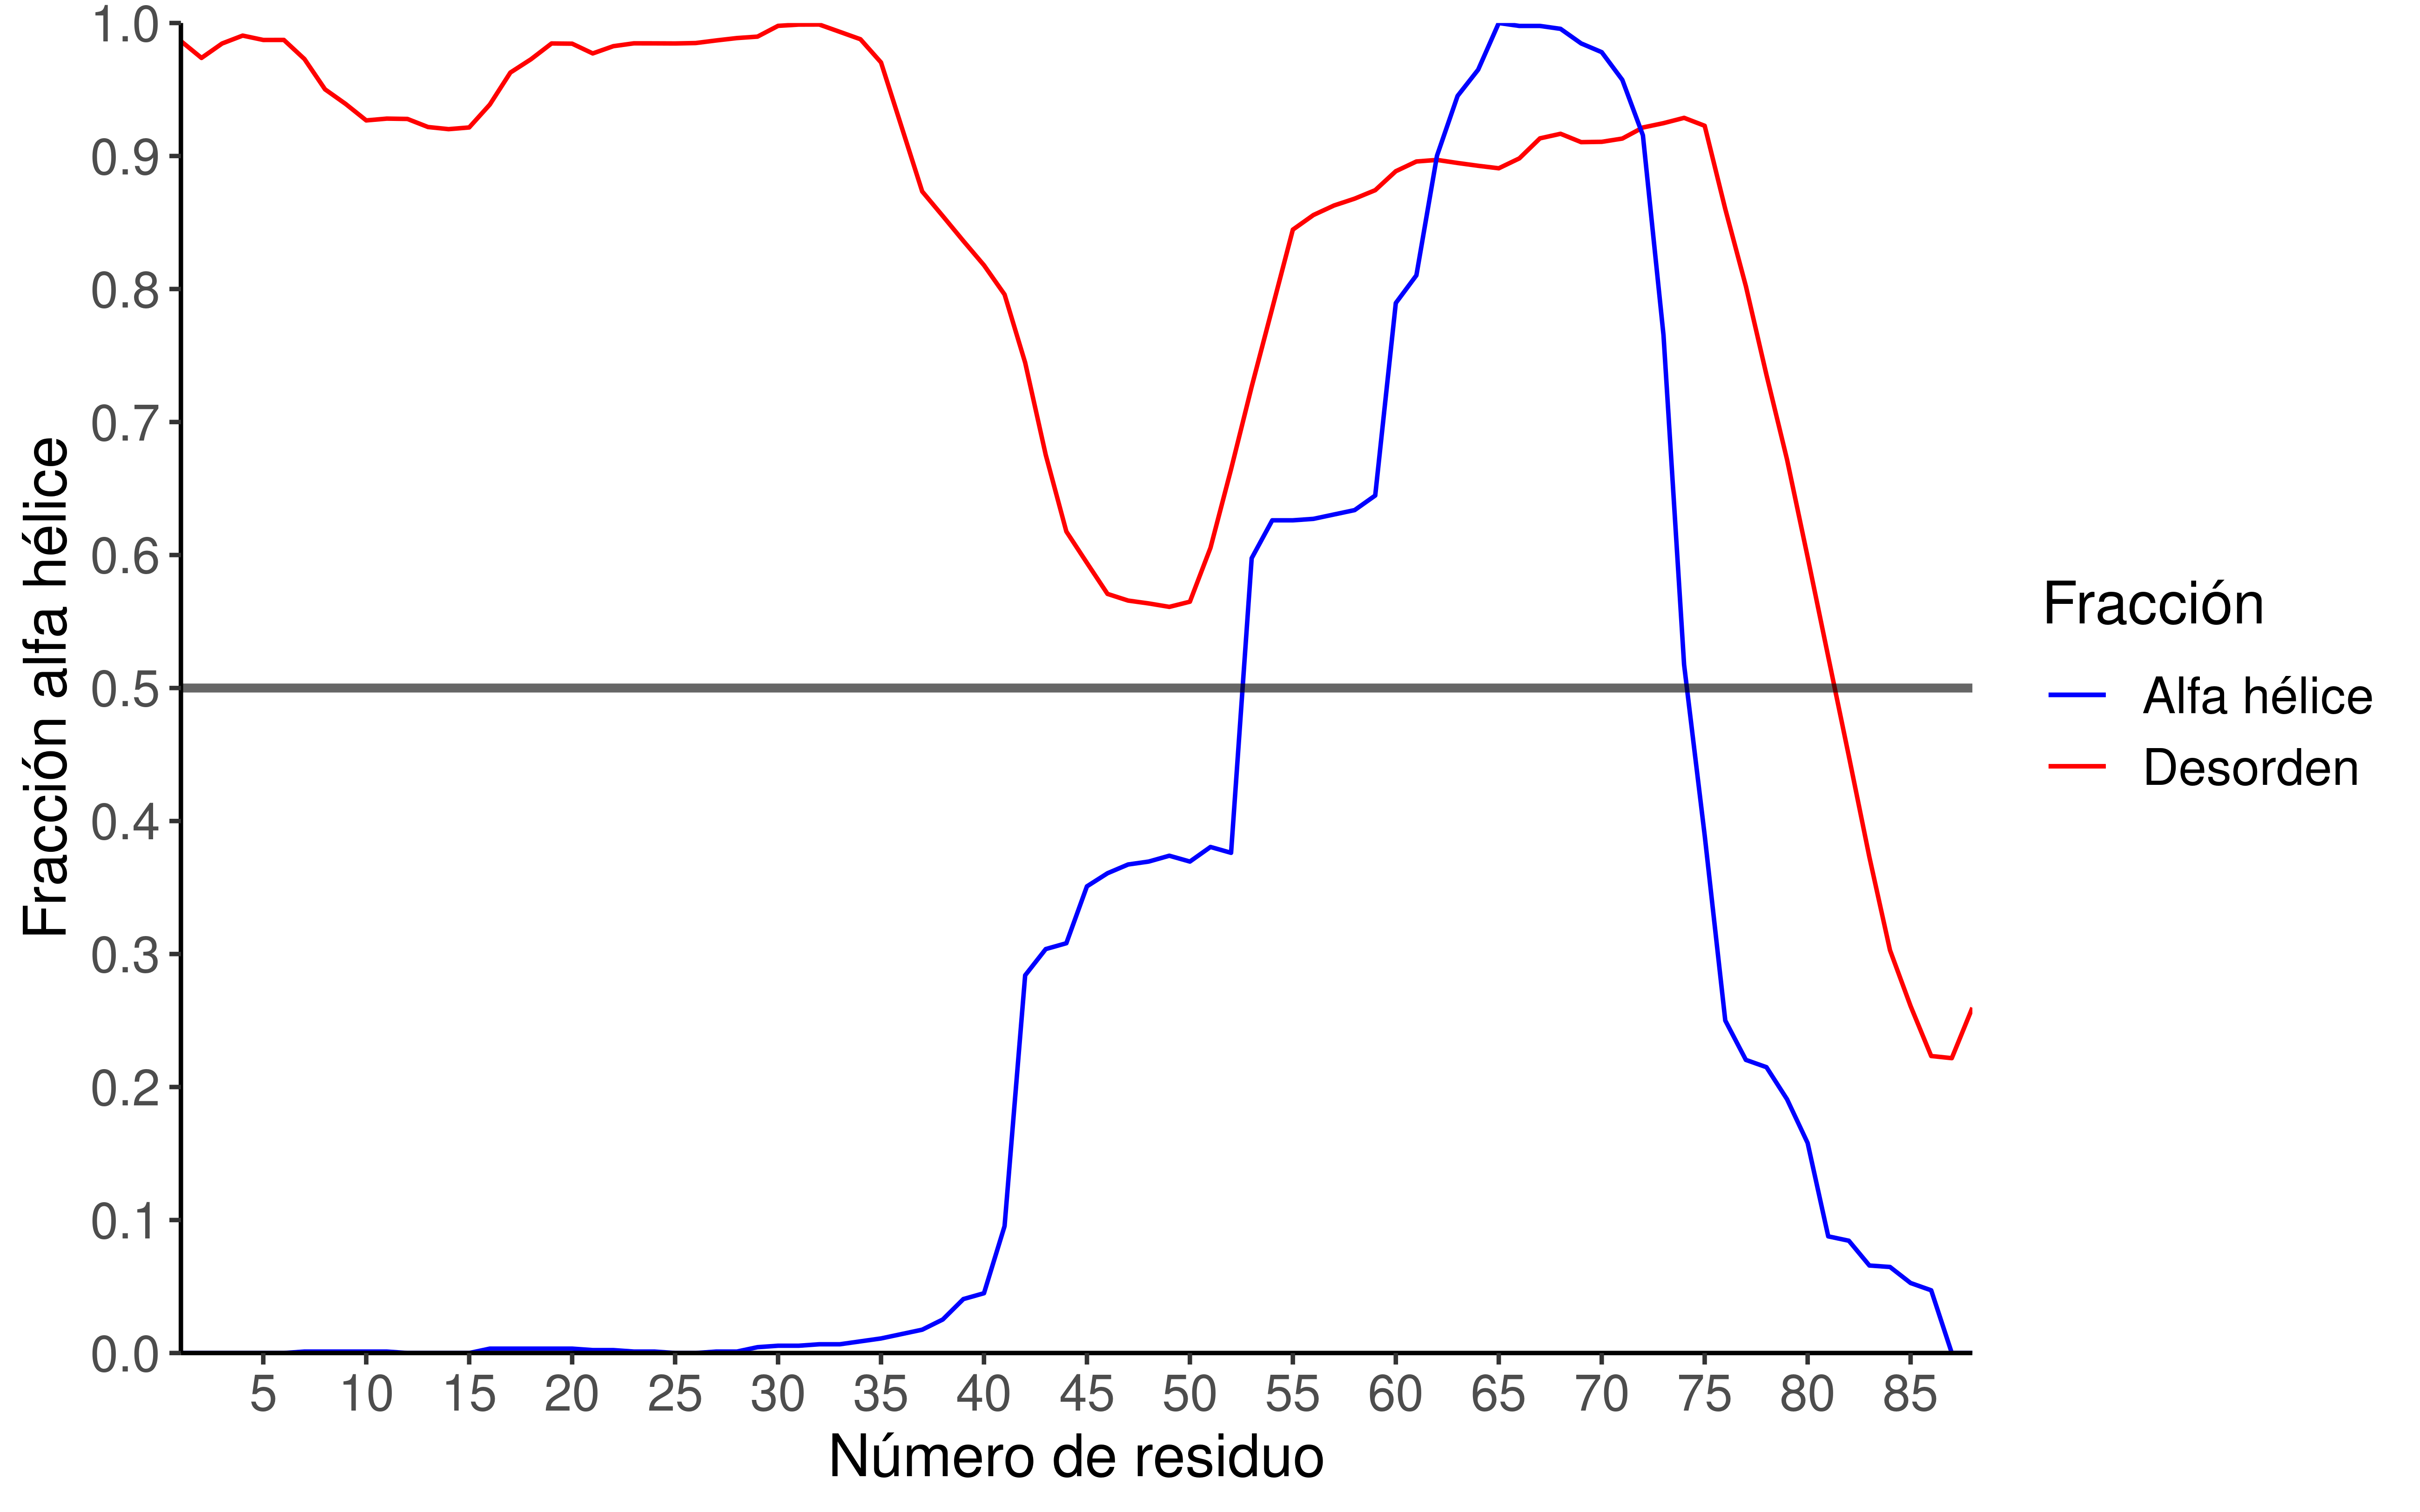 Fracción alfa hélice
1.0
0.9
0.8
0.7
0.6
0.5
0.4
0.3
0.2
0.1
0.0
5 10 15 20 25 30 35 40 45 50 55 60 65 70 75 80 85
Número de residuo
Fracción
Alfa hélice
Desorden